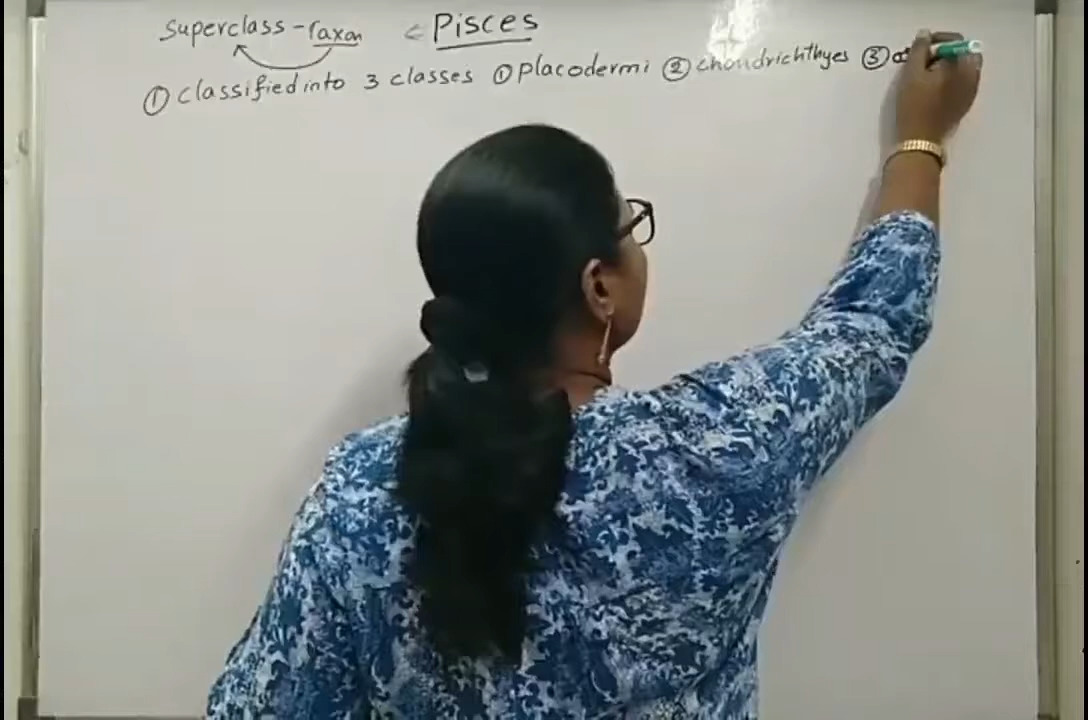 Superclass - Taxon < Pisces
① classified into 3 classes ① placodermi ② chondrichthyes ③